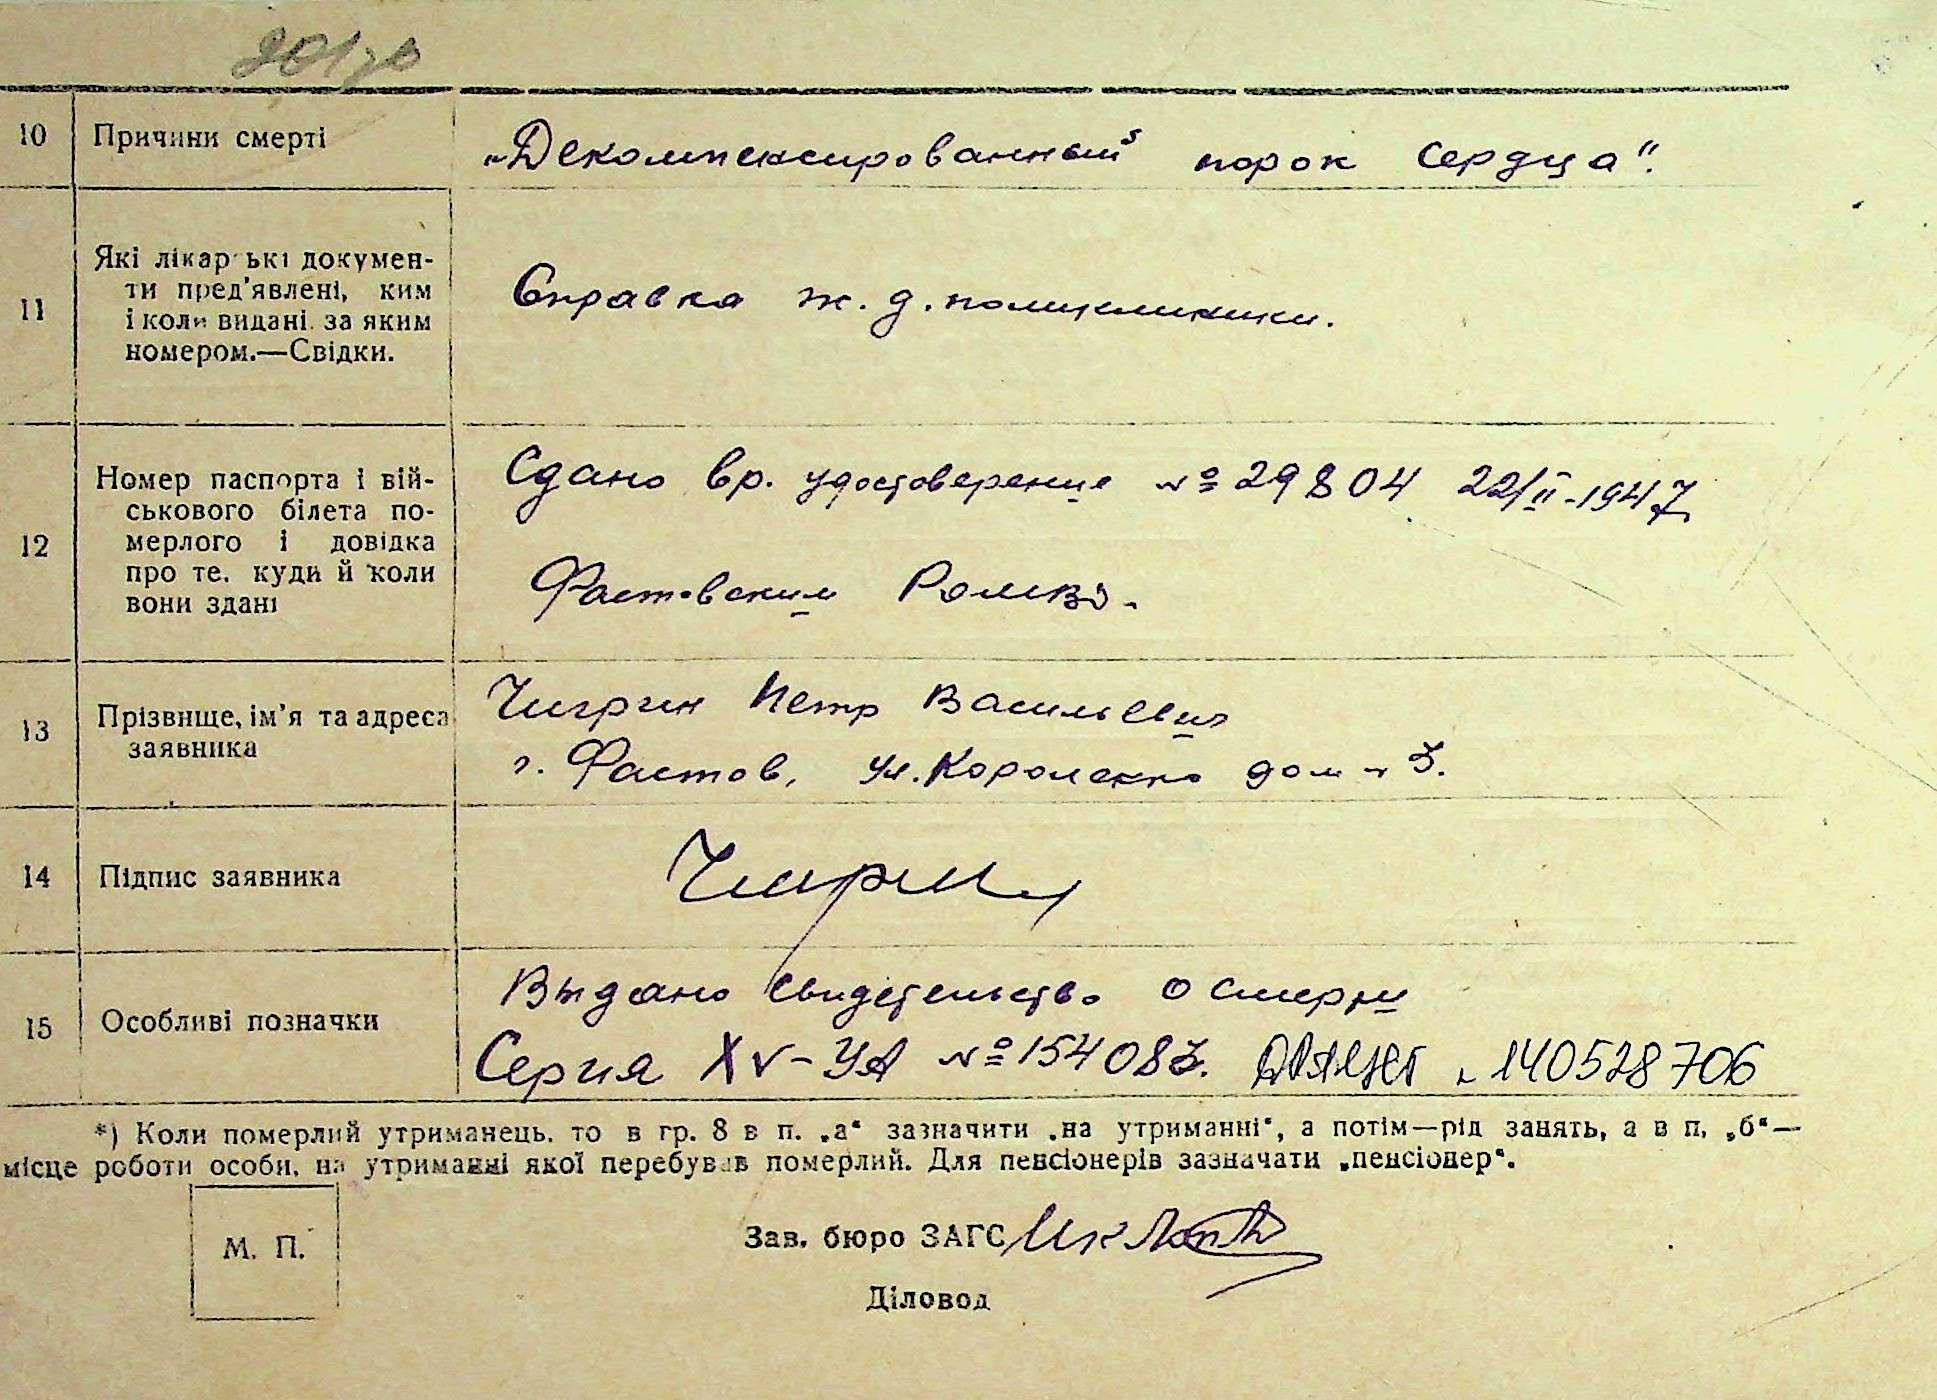 10 Причини смерті „Декомпенсированный порок сердца“.
11 Які лікарські докумен-
ти пред'явлені, ким
і коли видані за яким
номером.—Свідки.
Справка ж. д. поликлиники.
12 Номер паспорта і вій-
ськового білета по-
мерлого і довідка
про те, куди й коли
вони здані
Сдано вр. удостоверение № 29804 22/II-1947
Фастовским
13 Прізвище, ім'я та адреса
заявника
Чигрин Петр Васильевич
г. Фастов, ул. Короленко дом № 3.
14 Підпис заявника Чигрин
15 Особливі позначки
Выдано свидетельство о смерти
Серия XV-УА № 154083. 140528706
*) Коли померлий утриманець, то в гр. 8 в п. „а“ зазначити „на утриманні“, а потім—рід занять, а в п. „б“—
місце роботи особи, на утриманні якої перебував померлий. Для пенсіонерів зазначати „пенсіонер“.
М. П.
Зав. бюро ЗАГС
Діловод